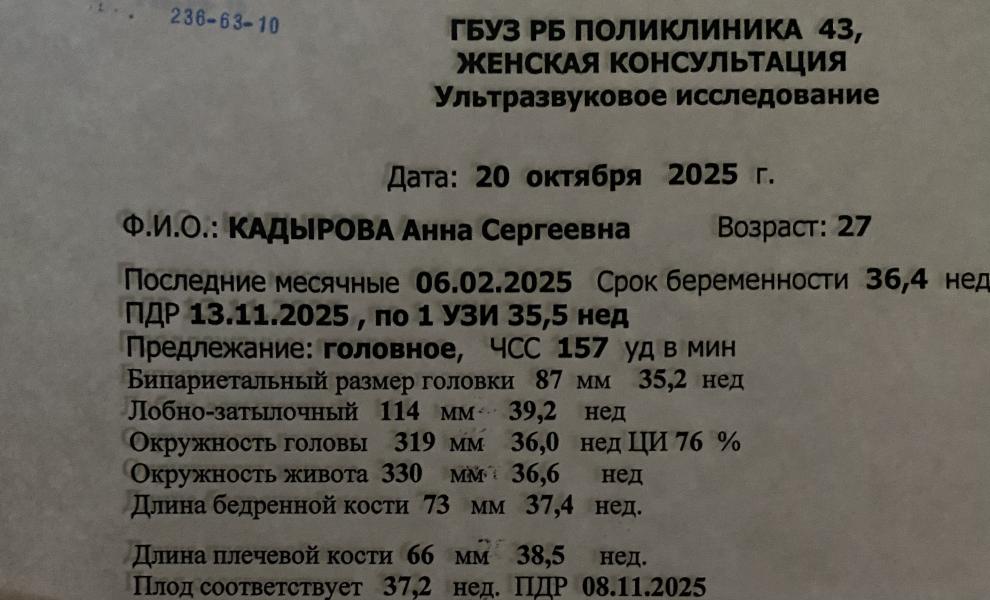 236-63-10
ГБУЗ РБ ПОЛИКЛИНИКА 43,
ЖЕНСКАЯ КОНСУЛЬТАЦИЯ
Ультразвуковое исследование
Дата: 20 октября 2025 г.
Ф.И.О.: КАДЫРОВА Анна Сергеевна Возраст: 27
Последние месячные 06.02.2025 Срок беременности 36,4 нед
ПДР 13.11.2025 , по 1 УЗИ 35,5 нед
Предлежание: головное, ЧСС 157 уд в мин
Бипариетальный размер головки 87 мм 35,2 нед
Лобно-затылочный 114 мм 39,2 нед
Окружность головы 319 мм 36,0 нед ЦИ 76 %
Окружность живота 330 мм 36,6 нед
Длина бедренной кости 73 мм 37,4 нед.
Длина плечевой кости 66 мм 38,5 нед.
Плод соответствует 37,2 нед. ПДР 08.11.2025